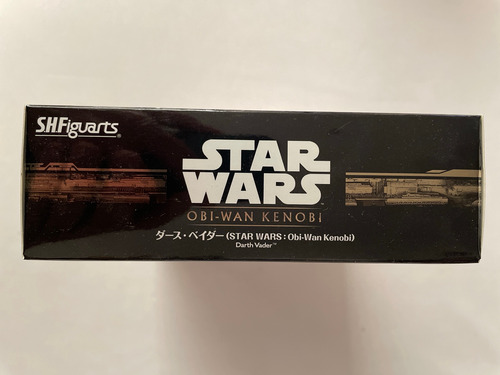 S.H.Figuarts®
STAR
WARS
OBI-WAN KENOBI
ダース・ベイダー (STAR WARS : Obi-Wan Kenobi)
Darth Vader™